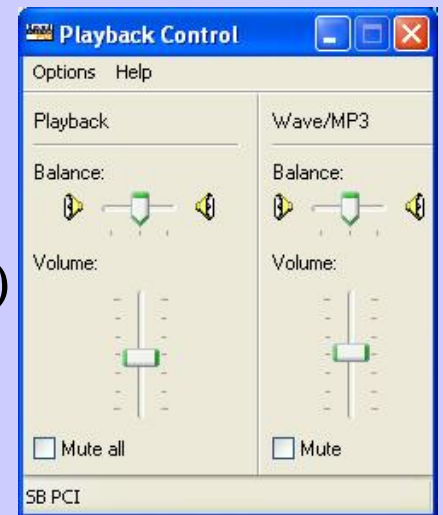 )
Playback Control
Options Help
Playback
Balance:
Volume:
Mute all
Wave/MP3
Balance:
Volume:
Mute
SB PCI